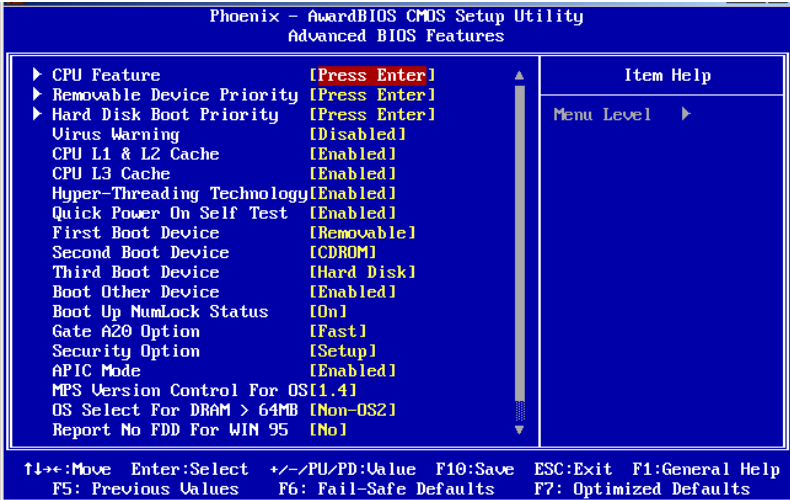 Phoenix - AwardBIOS CMOS Setup Utility
Advanced BIOS Features
CPU Feature [Press Enter]
Removable Device Priority [Press Enter]
Hard Disk Boot Priority [Press Enter]
Virus Warning [Disabled]
CPU L1 & L2 Cache [Enabled]
CPU L3 Cache [Enabled]
Hyper-Threading Technology[Enabled]
Quick Power On Self Test [Enabled]
First Boot Device [Removable]
Second Boot Device [CDROM]
Third Boot Device [Hard Disk]
Boot Other Device [Enabled]
Boot Up NumLock Status [On]
Gate A20 Option [Fast]
Security Option [Setup]
APIC Mode [Enabled]
MPS Version Control For OS[1.4]
OS Select For DRAM > 64MB [Non-OS2]
Report No FDD For WIN 95 [No]
Item Help
Menu Level
↑↓→←:Move Enter:Select +/-/PU/PD:Value F10:Save ESC:Exit F1:General Help
F5: Previous Values F6: Fail-Safe Defaults F7: Optimized Defaults